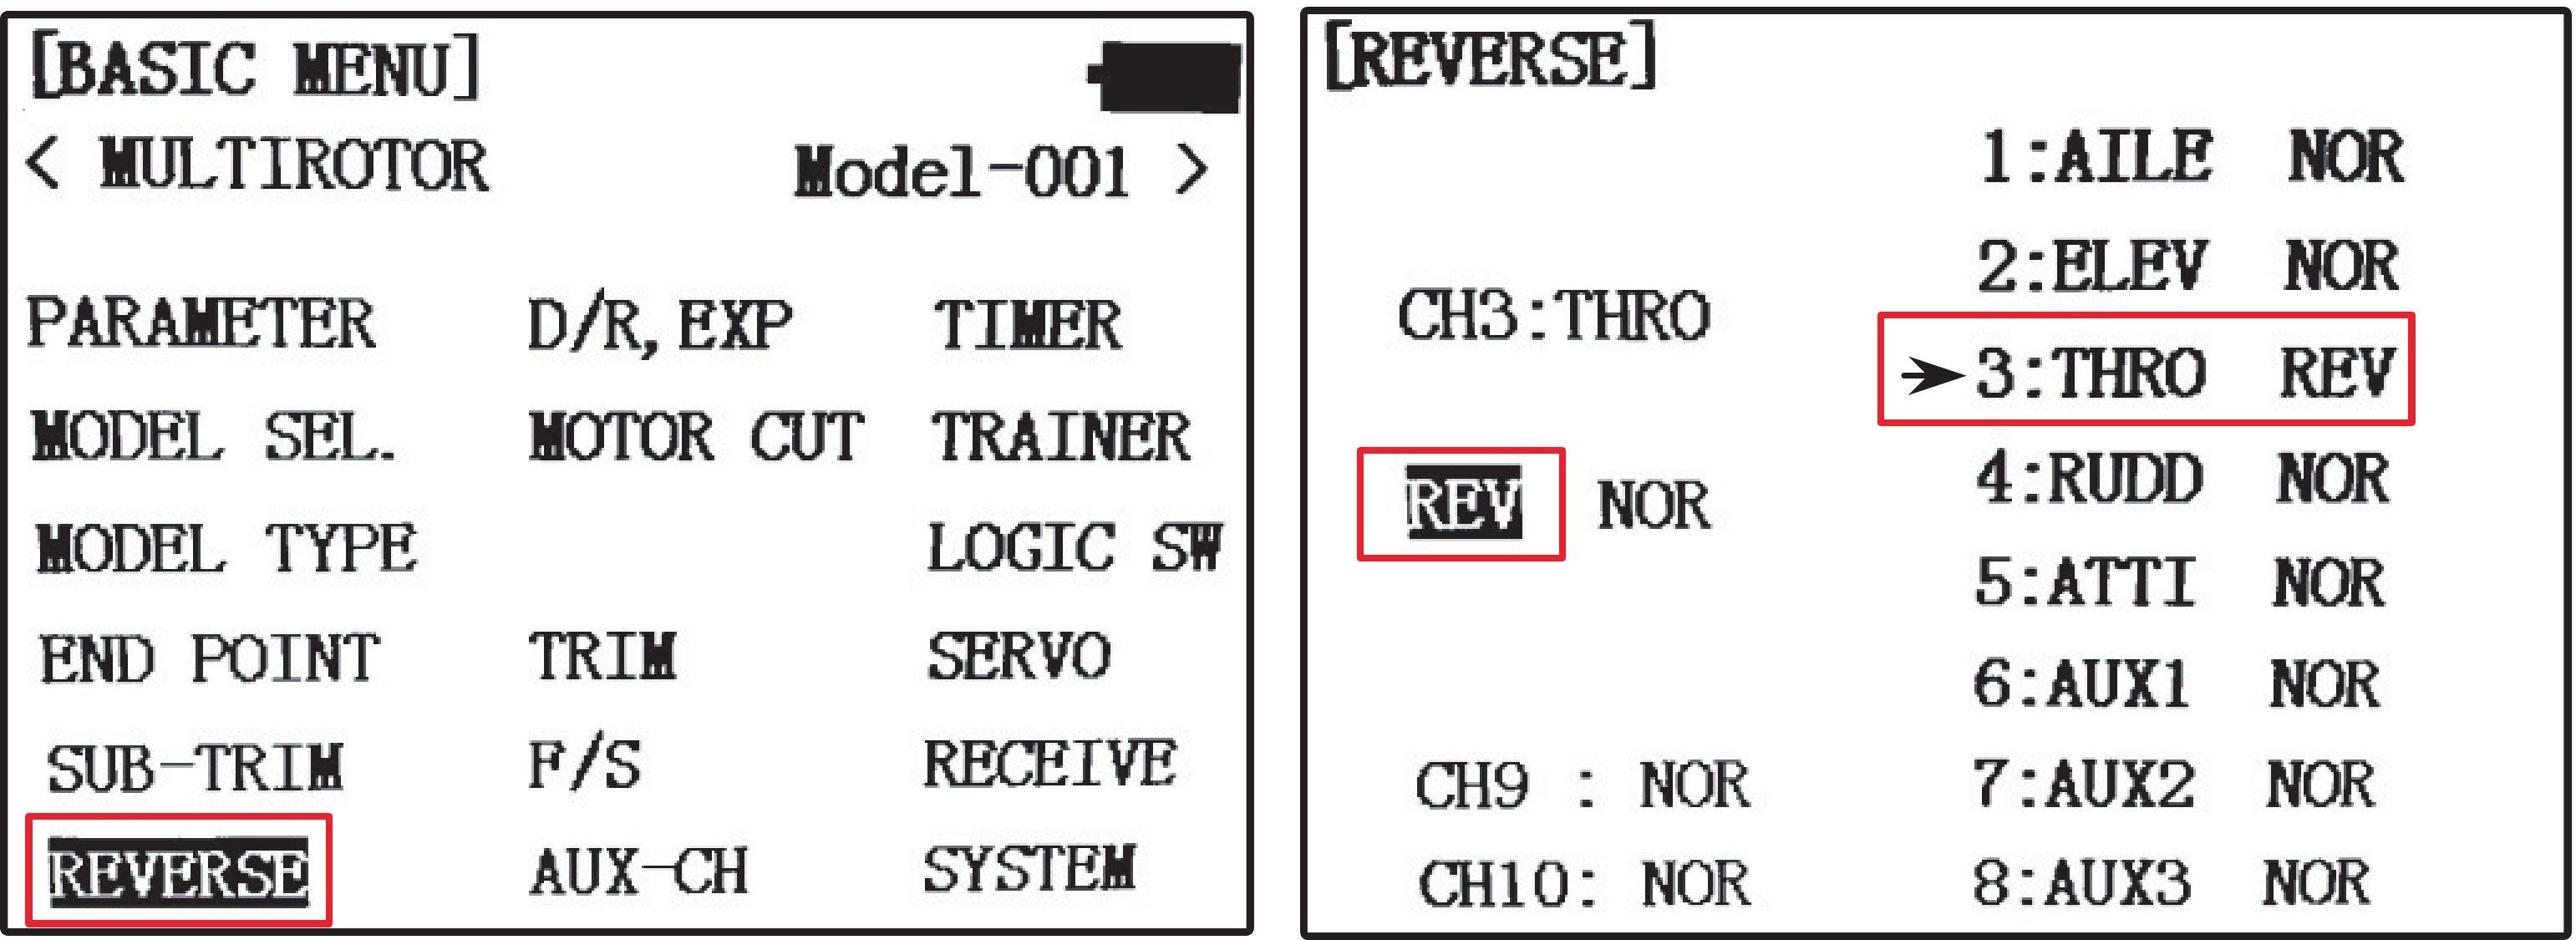 [BASIC MENU]
< MULTIROTOR Model-001 >
PARAMETER D/R, EXP TIMER
MODEL SEL. MOTOR CUT TRAINER
MODEL TYPE LOGIC SW
END POINT TRIM SERVO
SUB-TRIM F/S RECEIVE
REVERSE AUX-CH SYSTEM
[REVERSE]
1:AILE NOR
2:ELEV NOR
CH3:THRO
3:THRO REV
REV NOR
4:RUDD NOR
5:ATTI NOR
6:AUX1 NOR
CH9 : NOR
7:AUX2 NOR
CH10: NOR
8:AUX3 NOR